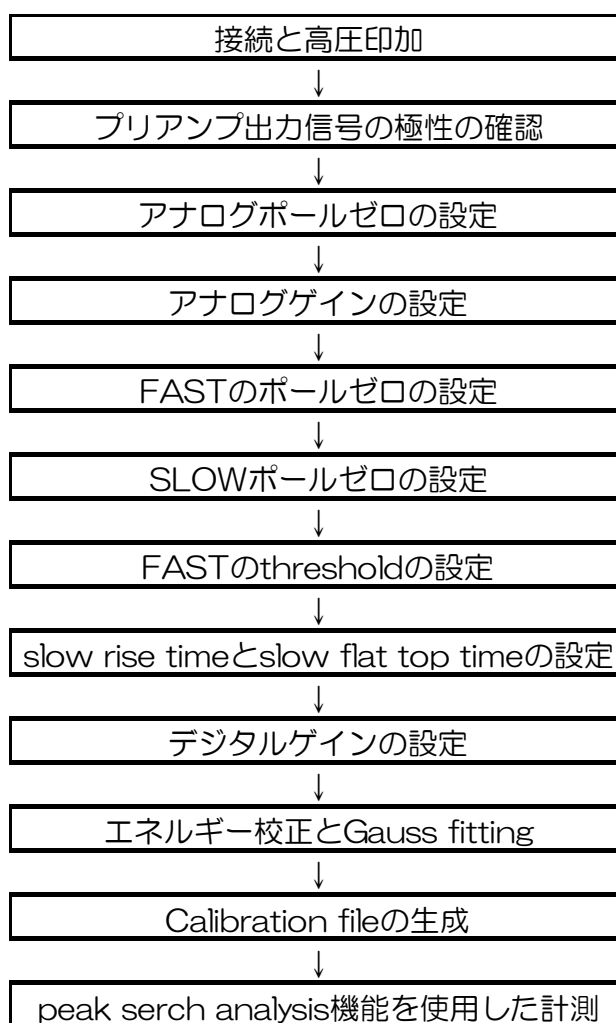 接続と高圧印加
↓
プリアンプ出力信号の極性の確認
↓
アナログポールゼロの設定
↓
アナログゲインの設定
↓
FASTのポールゼロの設定
↓
SLOWポールゼロの設定
↓
FASTのthresholdの設定
↓
slow rise timeとslow flat top timeの設定
↓
デジタルゲインの設定
↓
エネルギー校正とGauss fitting
↓
Calibration fileの生成
↓
peak serch analysis機能を使用した計測